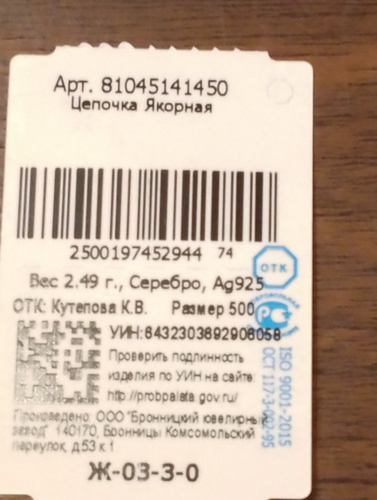 Арт. 81045141450
Цепочка Якорная
2500197452944 74
Вес 2.49 г., Серебро, Ag925
ОТК
ОТК: Кутепова К.В. Размер 500
УИН:6432303692906058
Проверить подлинность
изделия по УИН на сайте
http://probpalata.gov.ru/
Произведено: ООО "Бронницкий ювелирный
завод" 140170, Бронницы Комсомольский
переулок, д.53 к 1
ISO 9001-2015
Ж-03-3-0